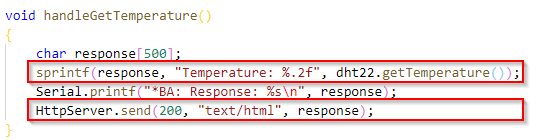 void handleGetTemperature()
{
    char response[500];
    sprintf(response, "Temperature: %.2f", dht22.getTemperature());
    Serial.printf("*BA: Response: %s\n", response);
    HttpServer.send(200, "text/html", response);
}